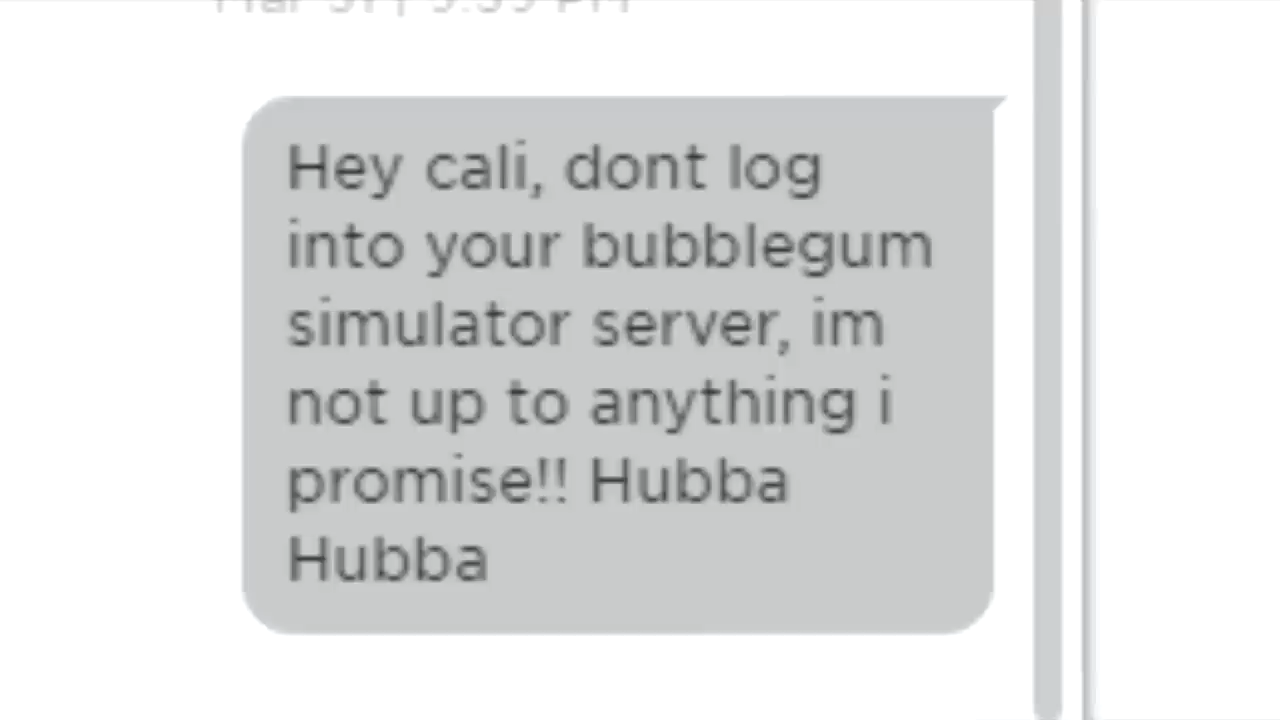 Hey cali, dont log
into your bubblegum
simulator server, im
not up to anything i
promise!! Hubba
Hubba